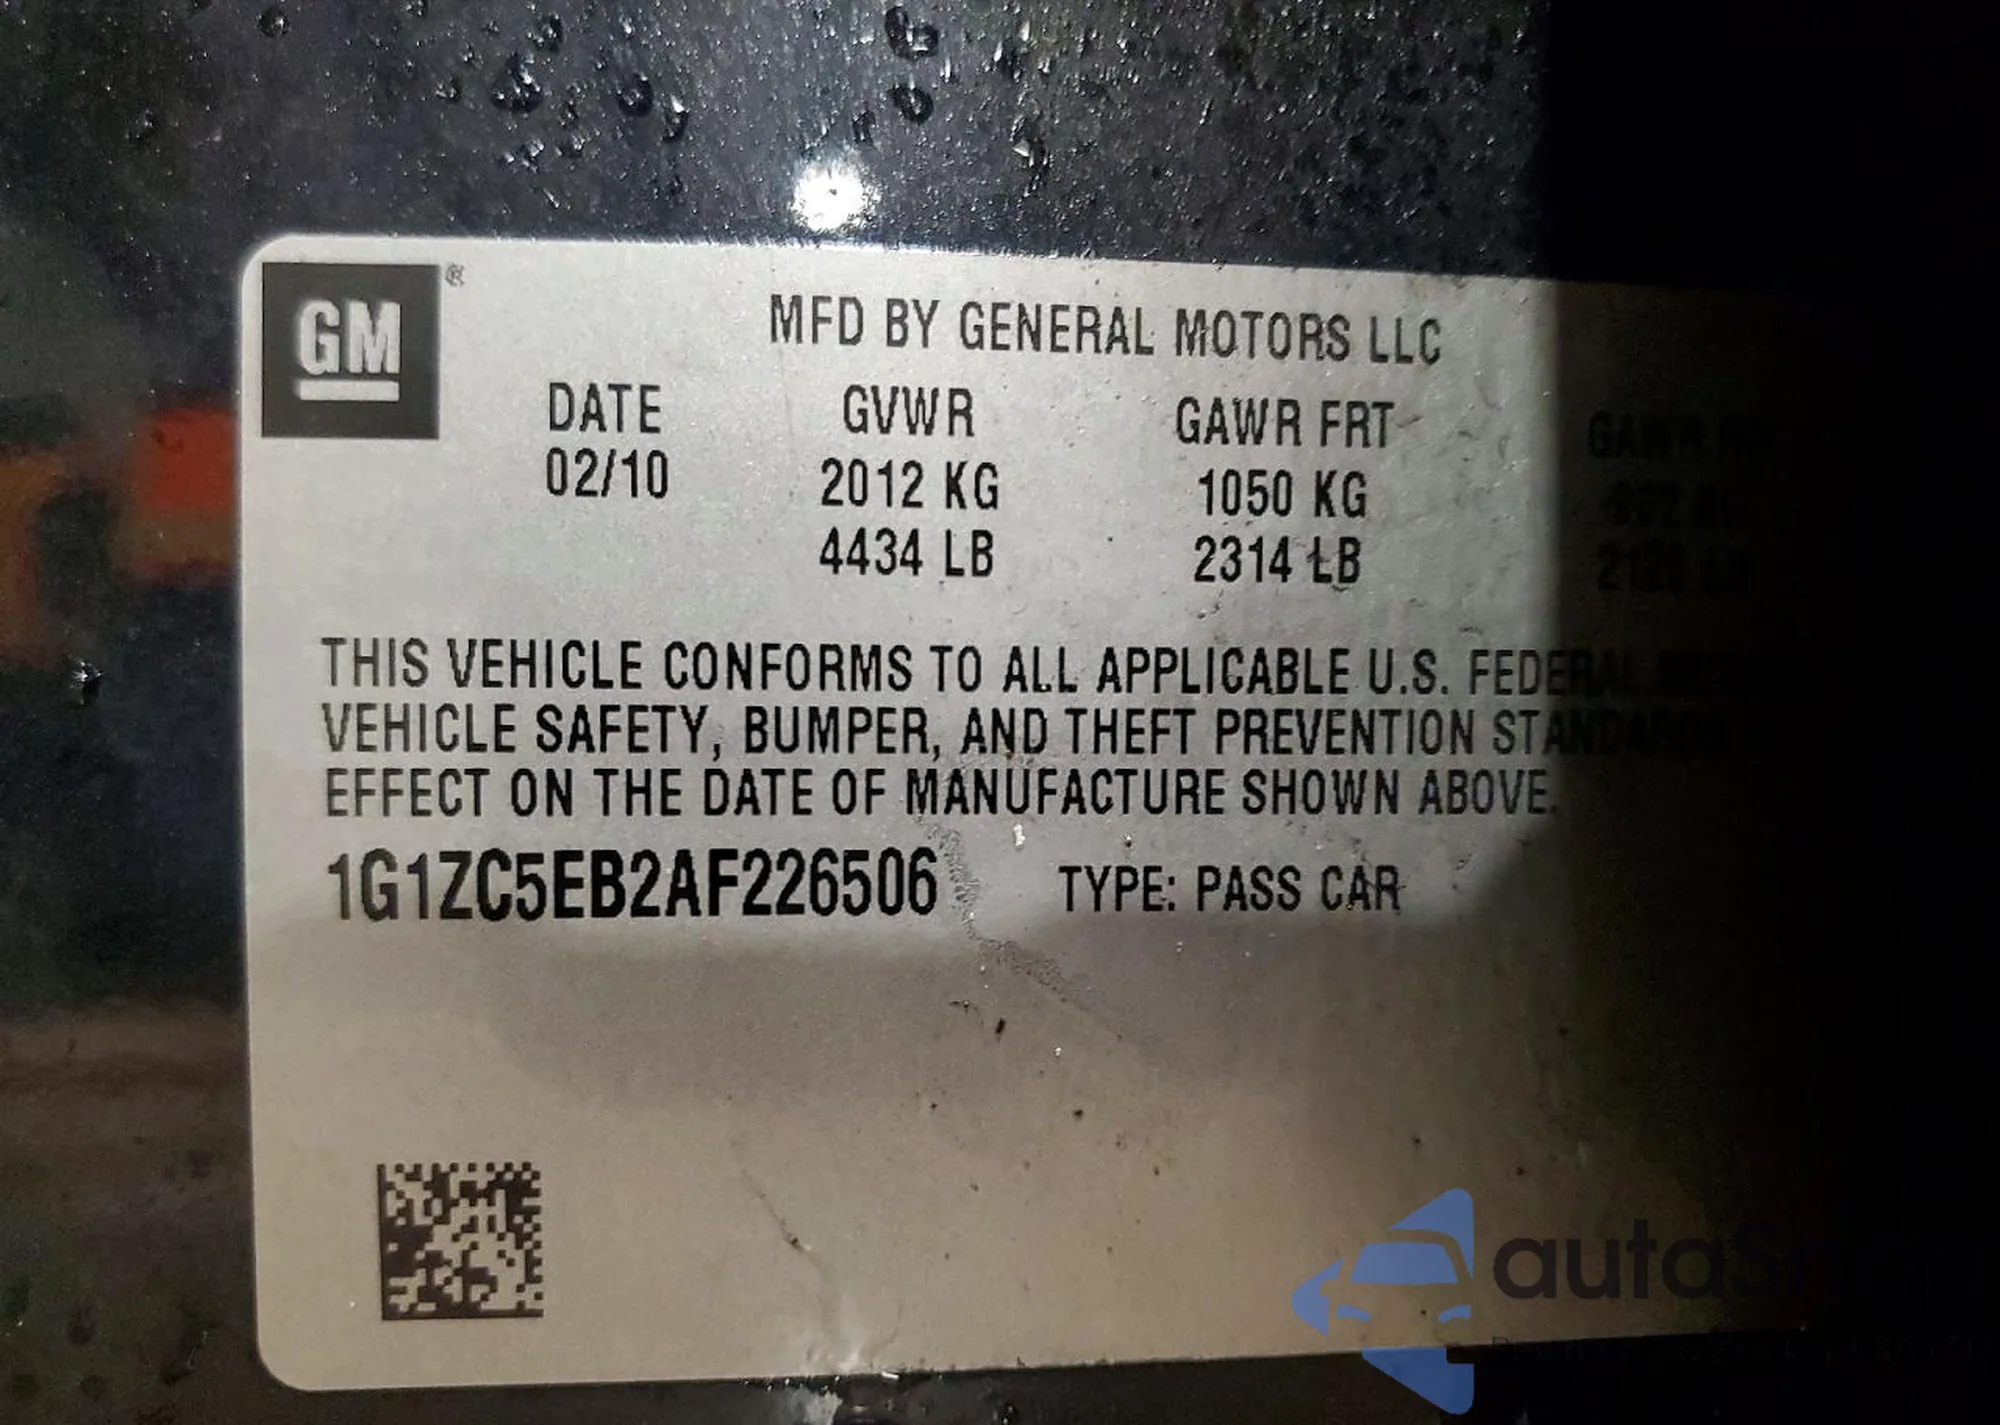 GM ®
MFD BY GENERAL MOTORS LLC
DATE GVWR GAWR FRT GAWR
02/10 2012 KG 1050 KG
4434 LB 2314 LB
THIS VEHICLE CONFORMS TO ALL APPLICABLE U.S. FEDERAL
VEHICLE SAFETY, BUMPER, AND THEFT PREVENTION STANDARDS
EFFECT ON THE DATE OF MANUFACTURE SHOWN ABOVE.
1G1ZC5EB2AF226506 TYPE: PASS CAR